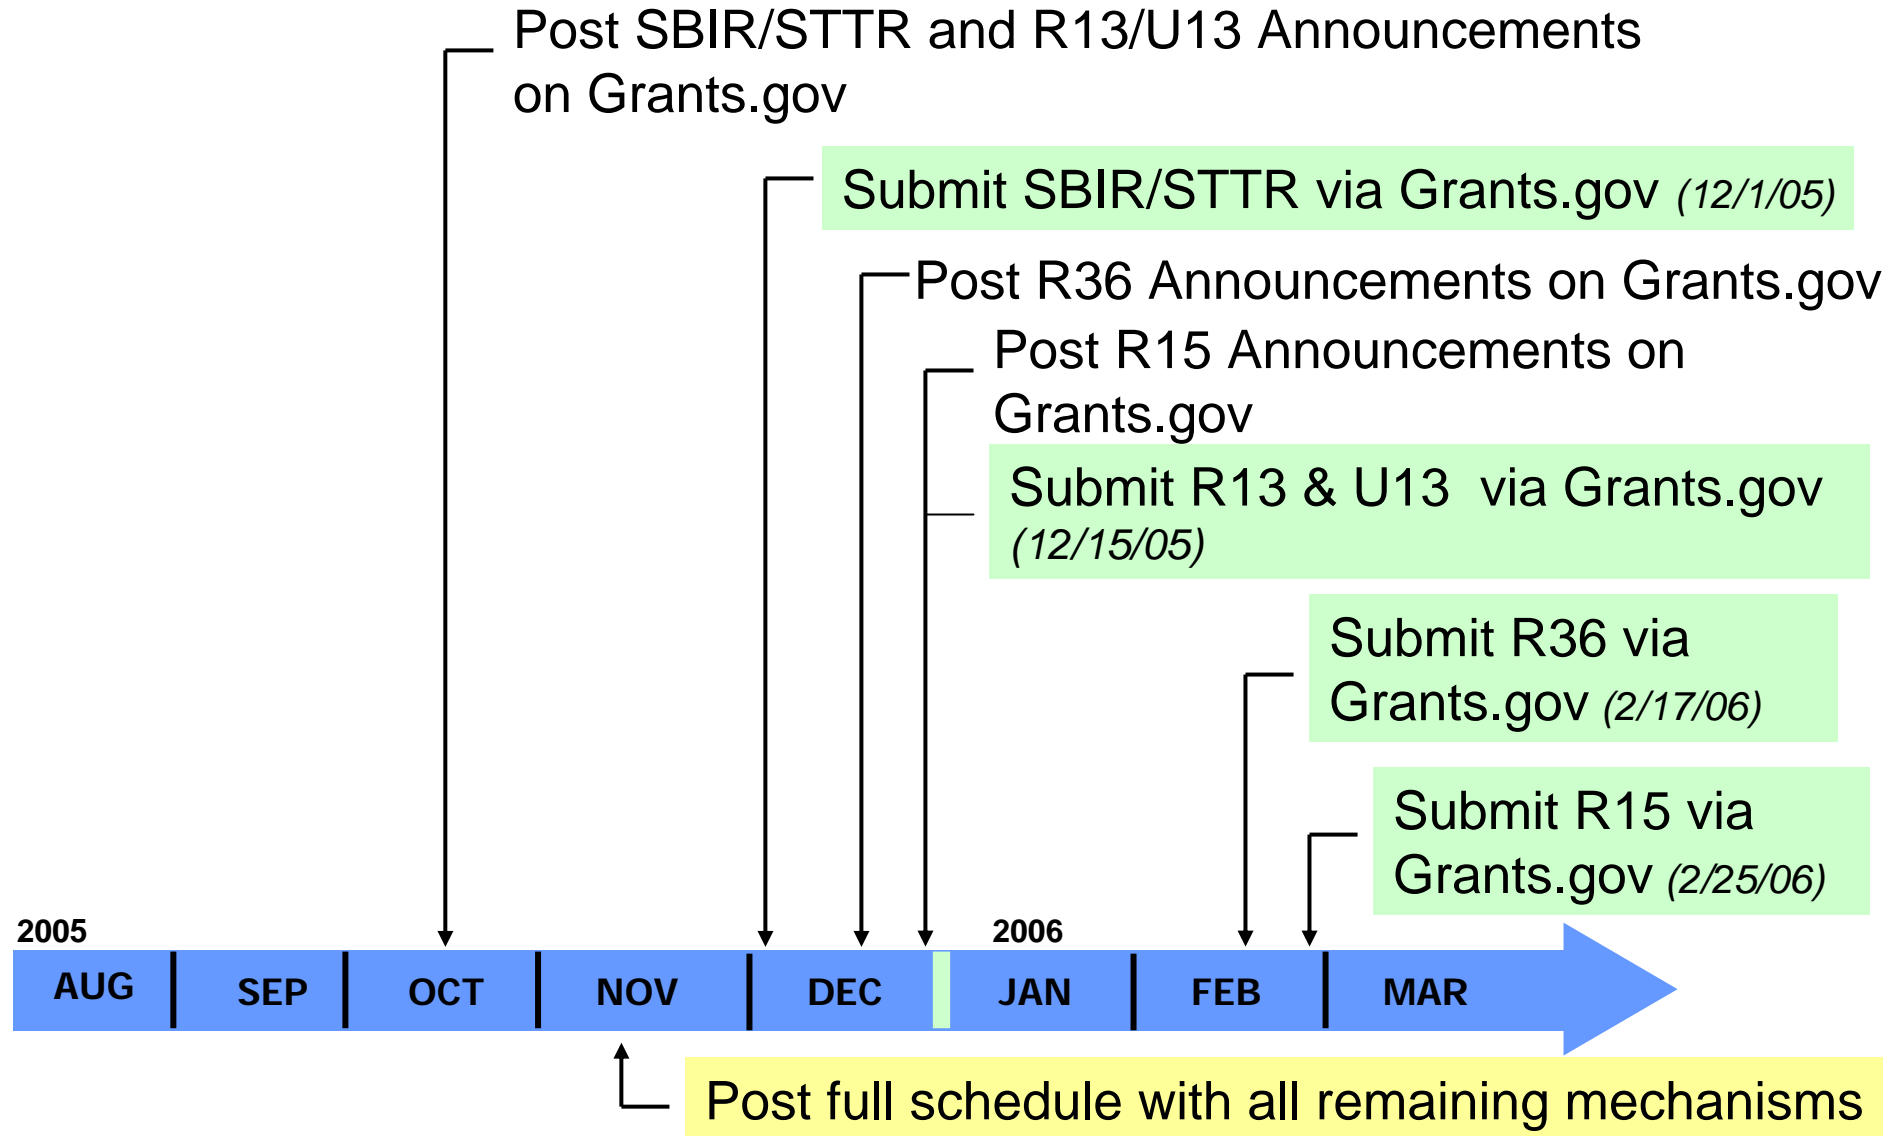 Post SBIR/STTR and R13/U13 Announcements
on Grants.gov
Submit SBIR/STTR via Grants.gov (12/1/05)
Post R36 Announcements on Grants.gov
Post R15 Announcements on
Grants.gov
Submit R13 & U13  via Grants.gov
(12/15/05)
Submit R36 via
Grants.gov (2/17/06)
Submit R15 via
Grants.gov (2/25/06)
2005 2006
AUG SEP OCT NOV DEC JAN FEB MAR
Post full schedule with all remaining mechanisms